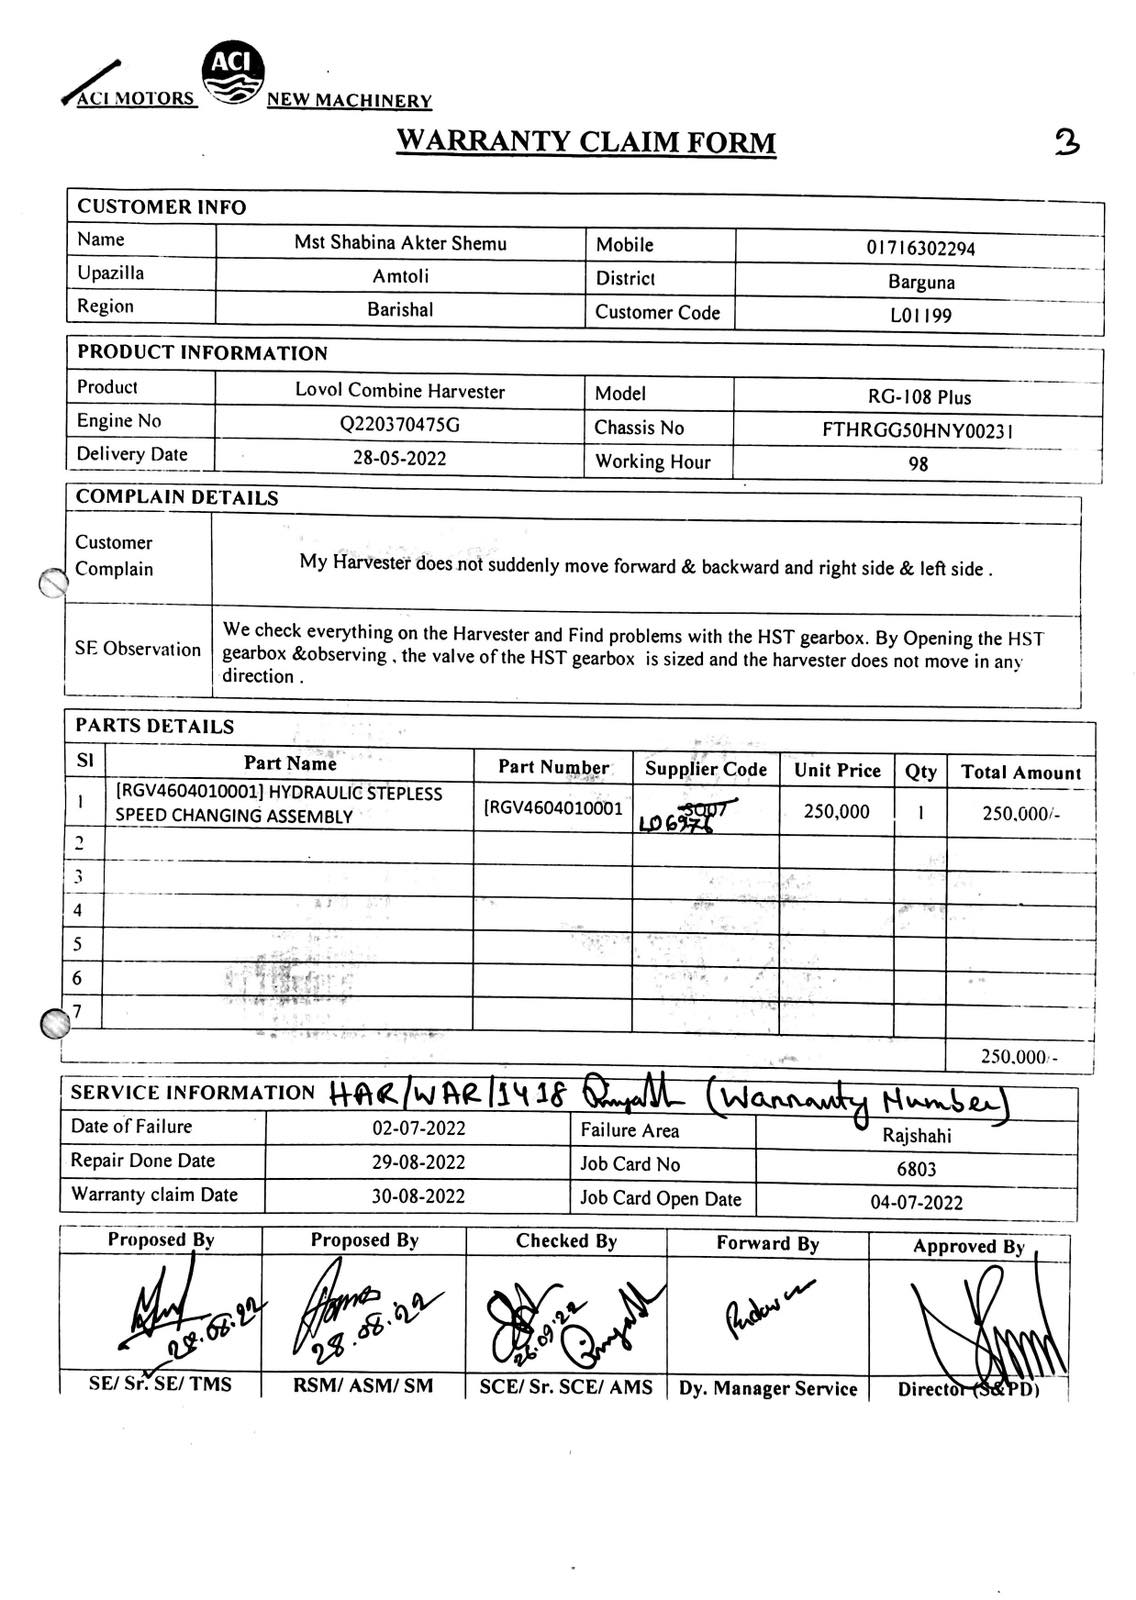 ACI
ACI MOTORS NEW MACHINERY
WARRANTY CLAIM FORM
3
CUSTOMER INFO
Name Mst Shabina Akter Shemu Mobile 01716302294
Upazilla Amtoli District Barguna
Region Barishal Customer Code L01199
PRODUCT INFORMATION
Product Lovol Combine Harvester Model RG-108 Plus
Engine No Q220370475G Chassis No FTHRGG50HNY00231
Delivery Date 28-05-2022 Working Hour 98
COMPLAIN DETAILS
Customer
Complain
My Harvester does not suddenly move forward & backward and right side & left side .
SE Observation
We check everything on the Harvester and Find problems with the HST gearbox. By Opening the HST
gearbox &observing , the valve of the HST gearbox is sized and the harvester does not move in any
direction .
PARTS DETAILS
Sl Part Name Part Number Supplier Code Unit Price Qty Total Amount
1 [RGV4604010001] HYDRAULIC STEPLESS
SPEED CHANGING ASSEMBLY
[RGV4604010001 250,000 1 250,000/-
2
3
4
5
6
7
250,000/-
SERVICE INFORMATION HAR/WAR/1418 (Warranty Number)
Date of Failure 02-07-2022 Failure Area Rajshahi
Repair Done Date 29-08-2022 Job Card No 6803
Warranty claim Date 30-08-2022 Job Card Open Date 04-07-2022
Proposed By Proposed By Checked By Forward By Approved By
28.08.22 28.08.22 26.09.22
SE/ Sr. SE/ TMS RSM/ ASM/ SM SCE/ Sr. SCE/ AMS Dy. Manager Service Director (S&PD)